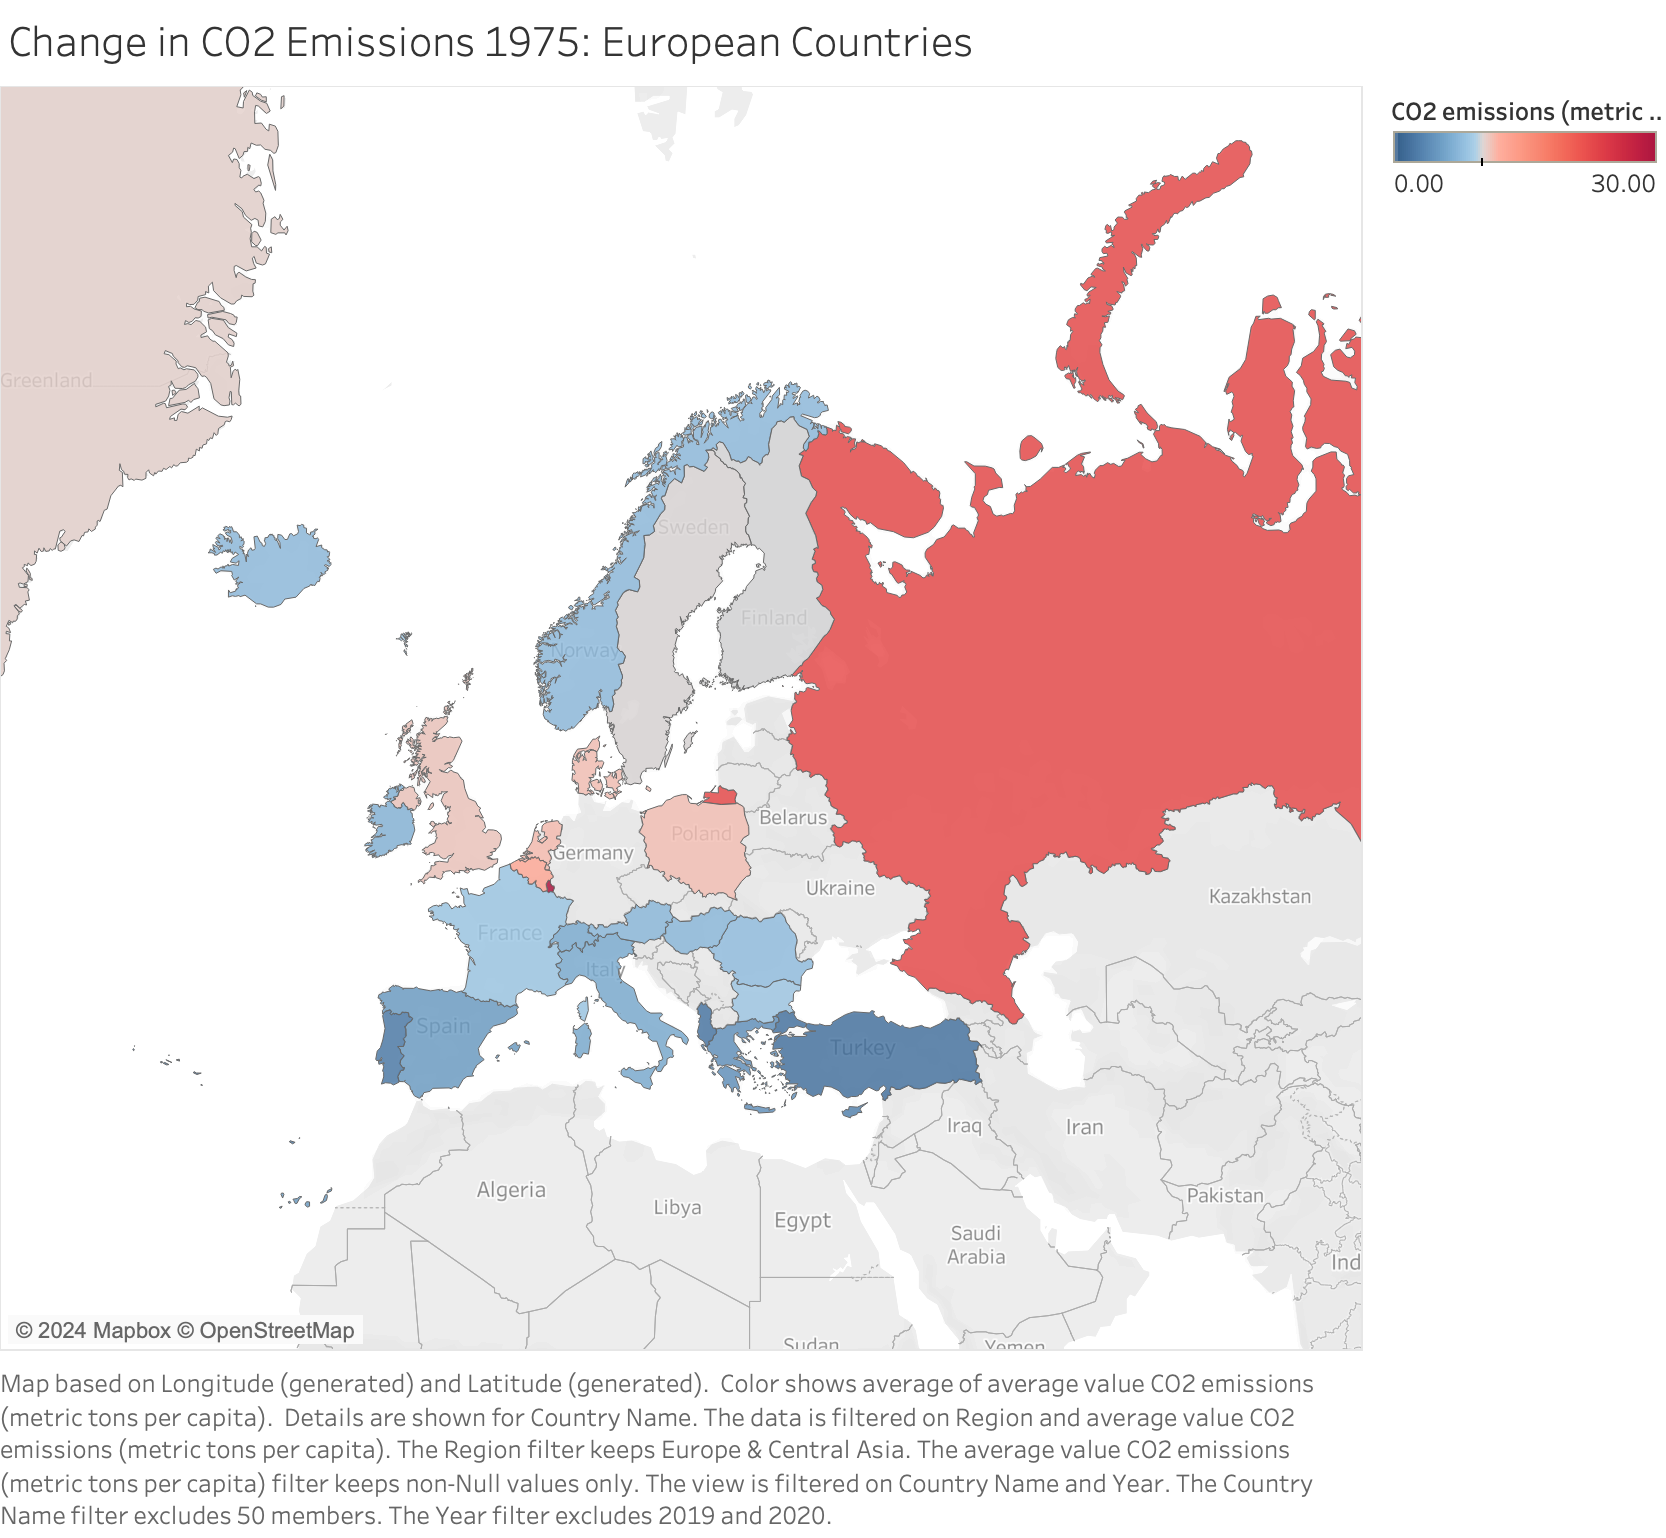 Change in CO2 Emissions 1975: European Countries
CO2 emissions (metric ..
0.00
30.00
Greenland
Sweden
Finland
Norway
Poland
Belarus
Germany
Ukraine
Kazakhstan
France
Italy
Spain
Turkey
Iraq
Iran
Algeria
Libya
Egypt
Pakistan
Saudi
Arabia
Ind
Sudan
Yemen
© 2024 Mapbox © OpenStreetMap
Map based on Longitude (generated) and Latitude (generated).  Color shows average of average value CO2 emissions
(metric tons per capita).  Details are shown for Country Name. The data is filtered on Region and average value CO2
emissions (metric tons per capita). The Region filter keeps Europe & Central Asia. The average value CO2 emissions
(metric tons per capita) filter keeps non-Null values only. The view is filtered on Country Name and Year. The Country
Name filter excludes 50 members. The Year filter excludes 2019 and 2020.